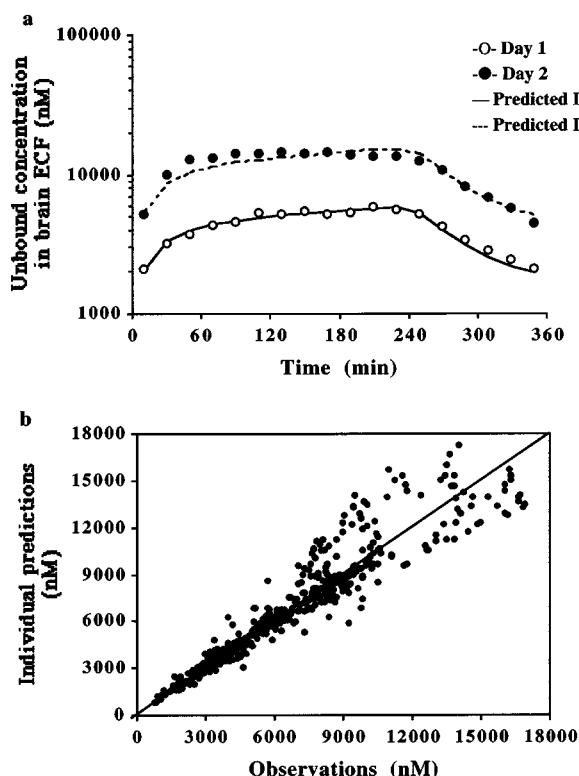 a
Unbound concentration
in brain ECF (nM)
100000
10000
1000
0 60 120 180 240 300 360
Time (min)
Day 1
Day 2
Predicted I
Predicted I
b
Individual predictions
(nM)
18000
15000
12000
9000
6000
3000
0
0 3000 6000 9000 12000 15000 18000
Observations (nM)